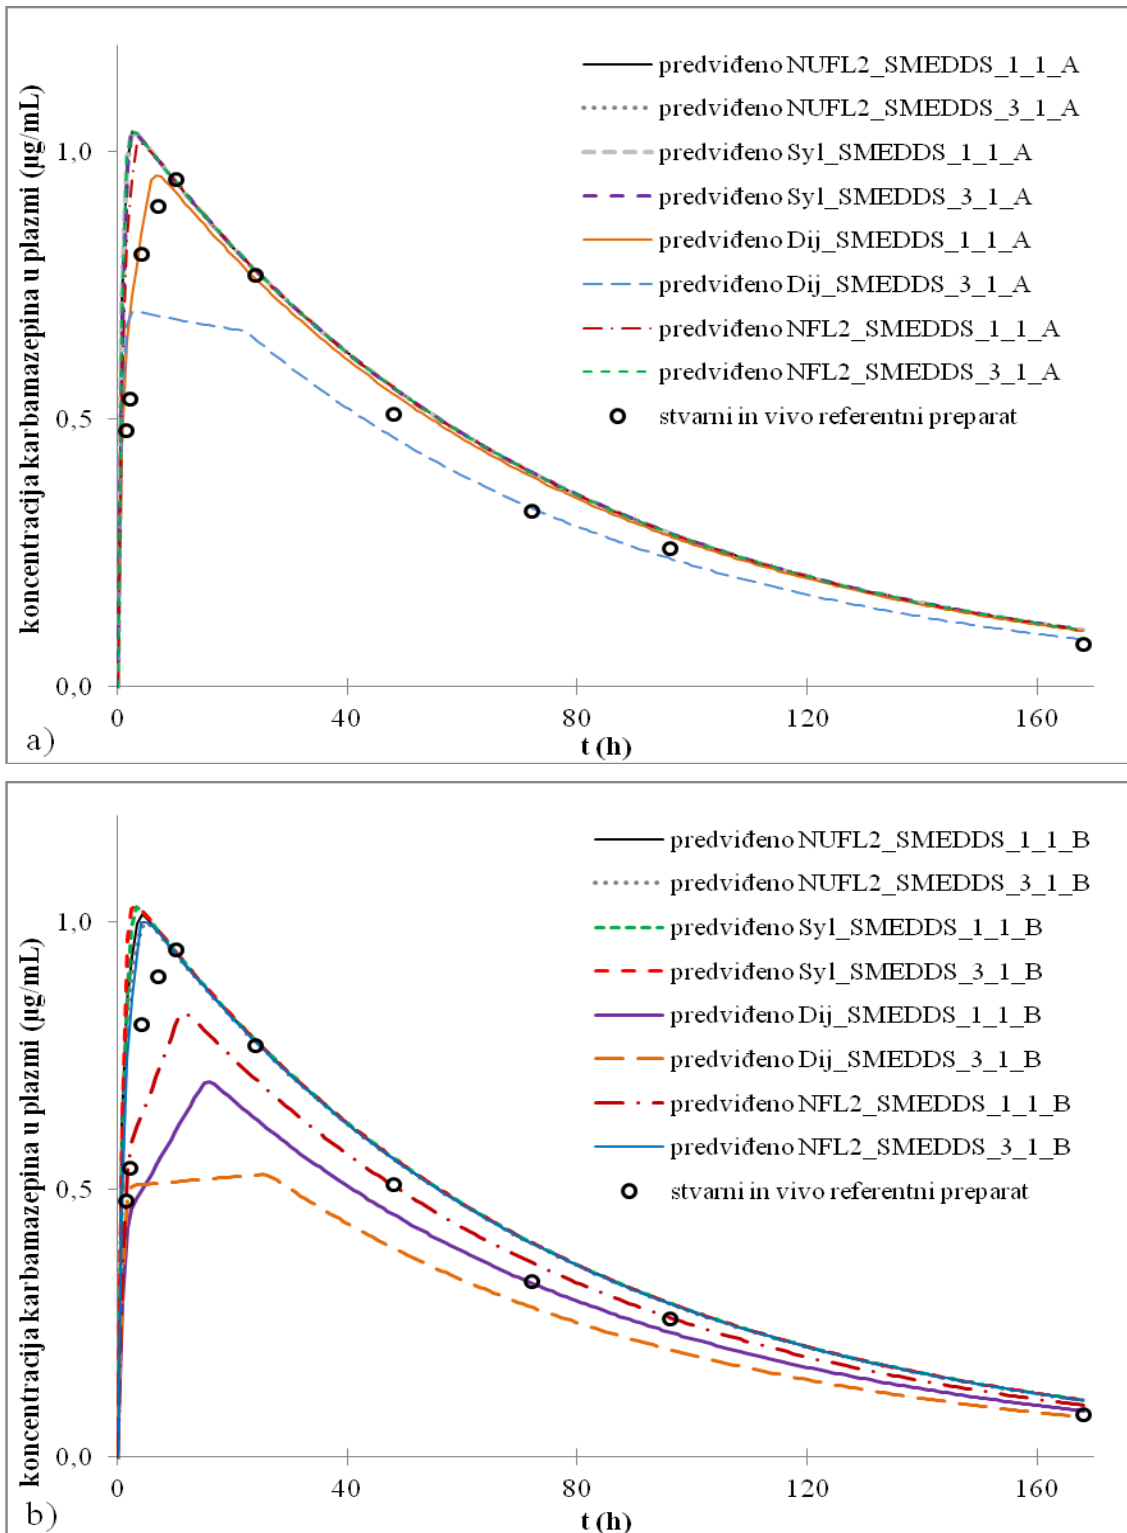 predviđeno NUFL2_SMEDDS_1_1_A
predviđeno NUFL2_SMEDDS_3_1_A
predviđeno Syl_SMEDDS_1_1_A
predviđeno Syl_SMEDDS_3_1_A
predviđeno Dij_SMEDDS_1_1_A
predviđeno Dij_SMEDDS_3_1_A
predviđeno NFL2_SMEDDS_1_1_A
predviđeno NFL2_SMEDDS_3_1_A
stvarni in vivo referentni preparat
koncentracija karbamazepina u plazmi (µg/mL)
1,0
0,5
0,0
0 40 80 120 160
t (h)
a)
predviđeno NUFL2_SMEDDS_1_1_B
predviđeno NUFL2_SMEDDS_3_1_B
predviđeno Syl_SMEDDS_1_1_B
predviđeno Syl_SMEDDS_3_1_B
predviđeno Dij_SMEDDS_1_1_B
predviđeno Dij_SMEDDS_3_1_B
predviđeno NFL2_SMEDDS_1_1_B
predviđeno NFL2_SMEDDS_3_1_B
stvarni in vivo referentni preparat
koncentracija karbamazepina u plazmi (µg/mL)
1,0
0,5
0,0
0 40 80 120 160
t (h)
b)